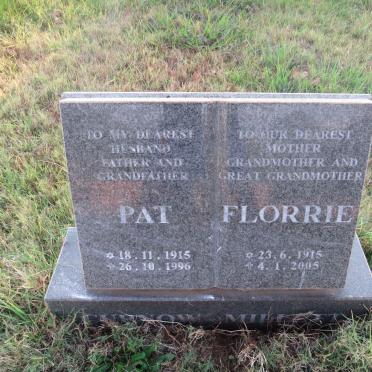 TO MY DEAREST
HUSBAND
FATHER AND
GRANDFATHER
PAT
✡ 18.11.1915
✝ 26.10.1996
TO OUR DEAREST
MOTHER
GRANDMOTHER AND
GREAT GRANDMOTHER
FLORRIE
✡ 23.6.1915
✝ 4.1.2005